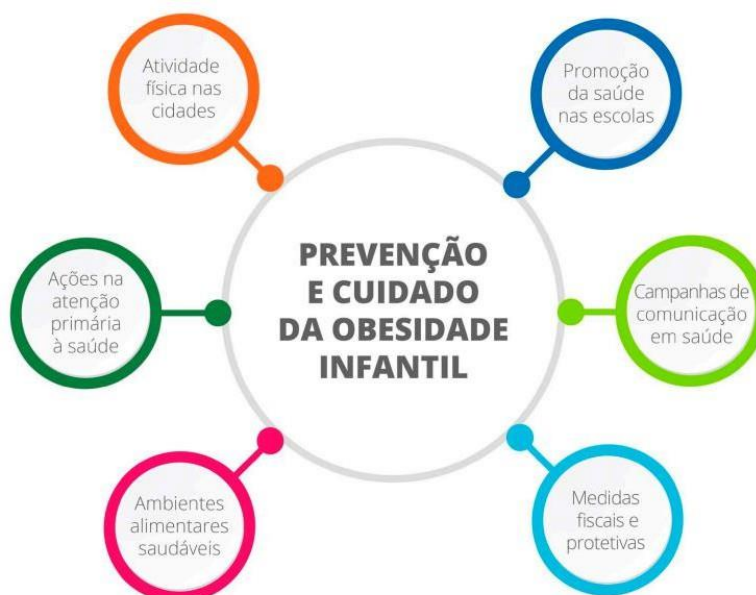 Atividade
física nas
cidades
Promoção
da saúde
nas escolas
PREVENÇÃO
E CUIDADO
DA OBESIDADE
INFANTIL
Ações na
atenção
primária
à saúde
Campanhas de
comunicação
em saúde
Ambientes
alimentares
saudáveis
Medidas
fiscais e
protetivas